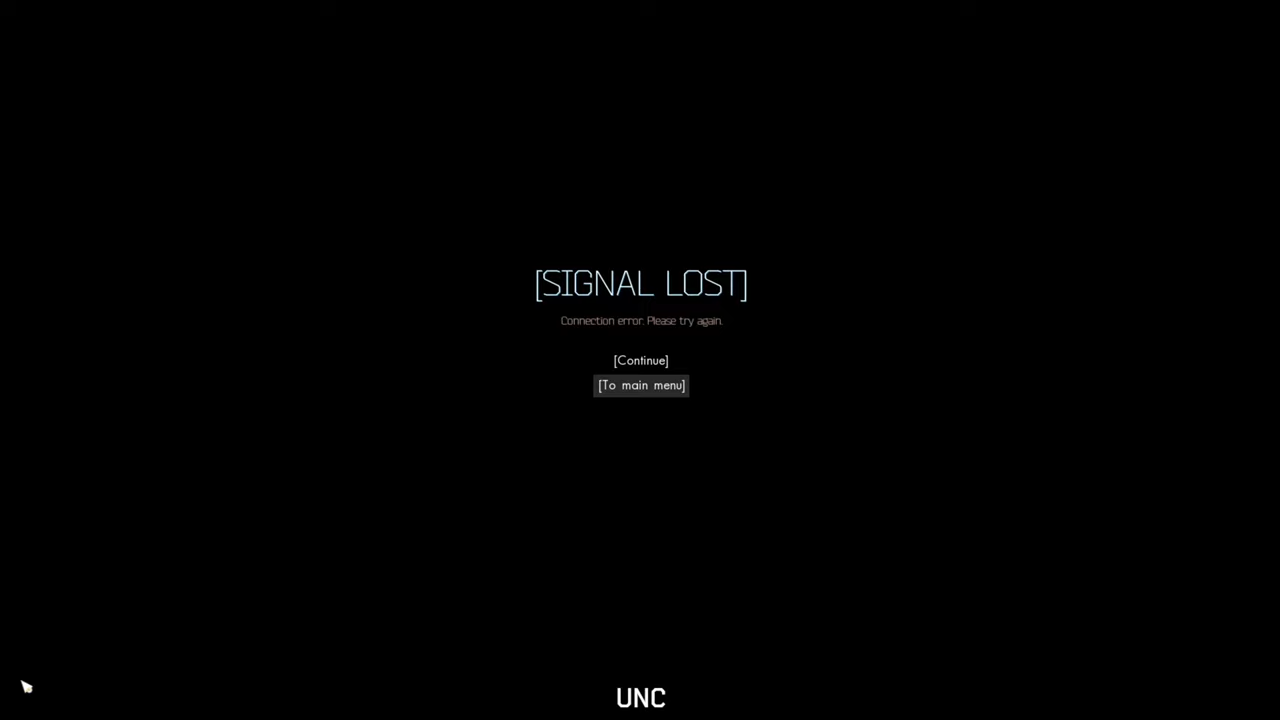 [SIGNAL LOST]
Connection error. Please try again.
[Continue]
[To main menu]
UNC